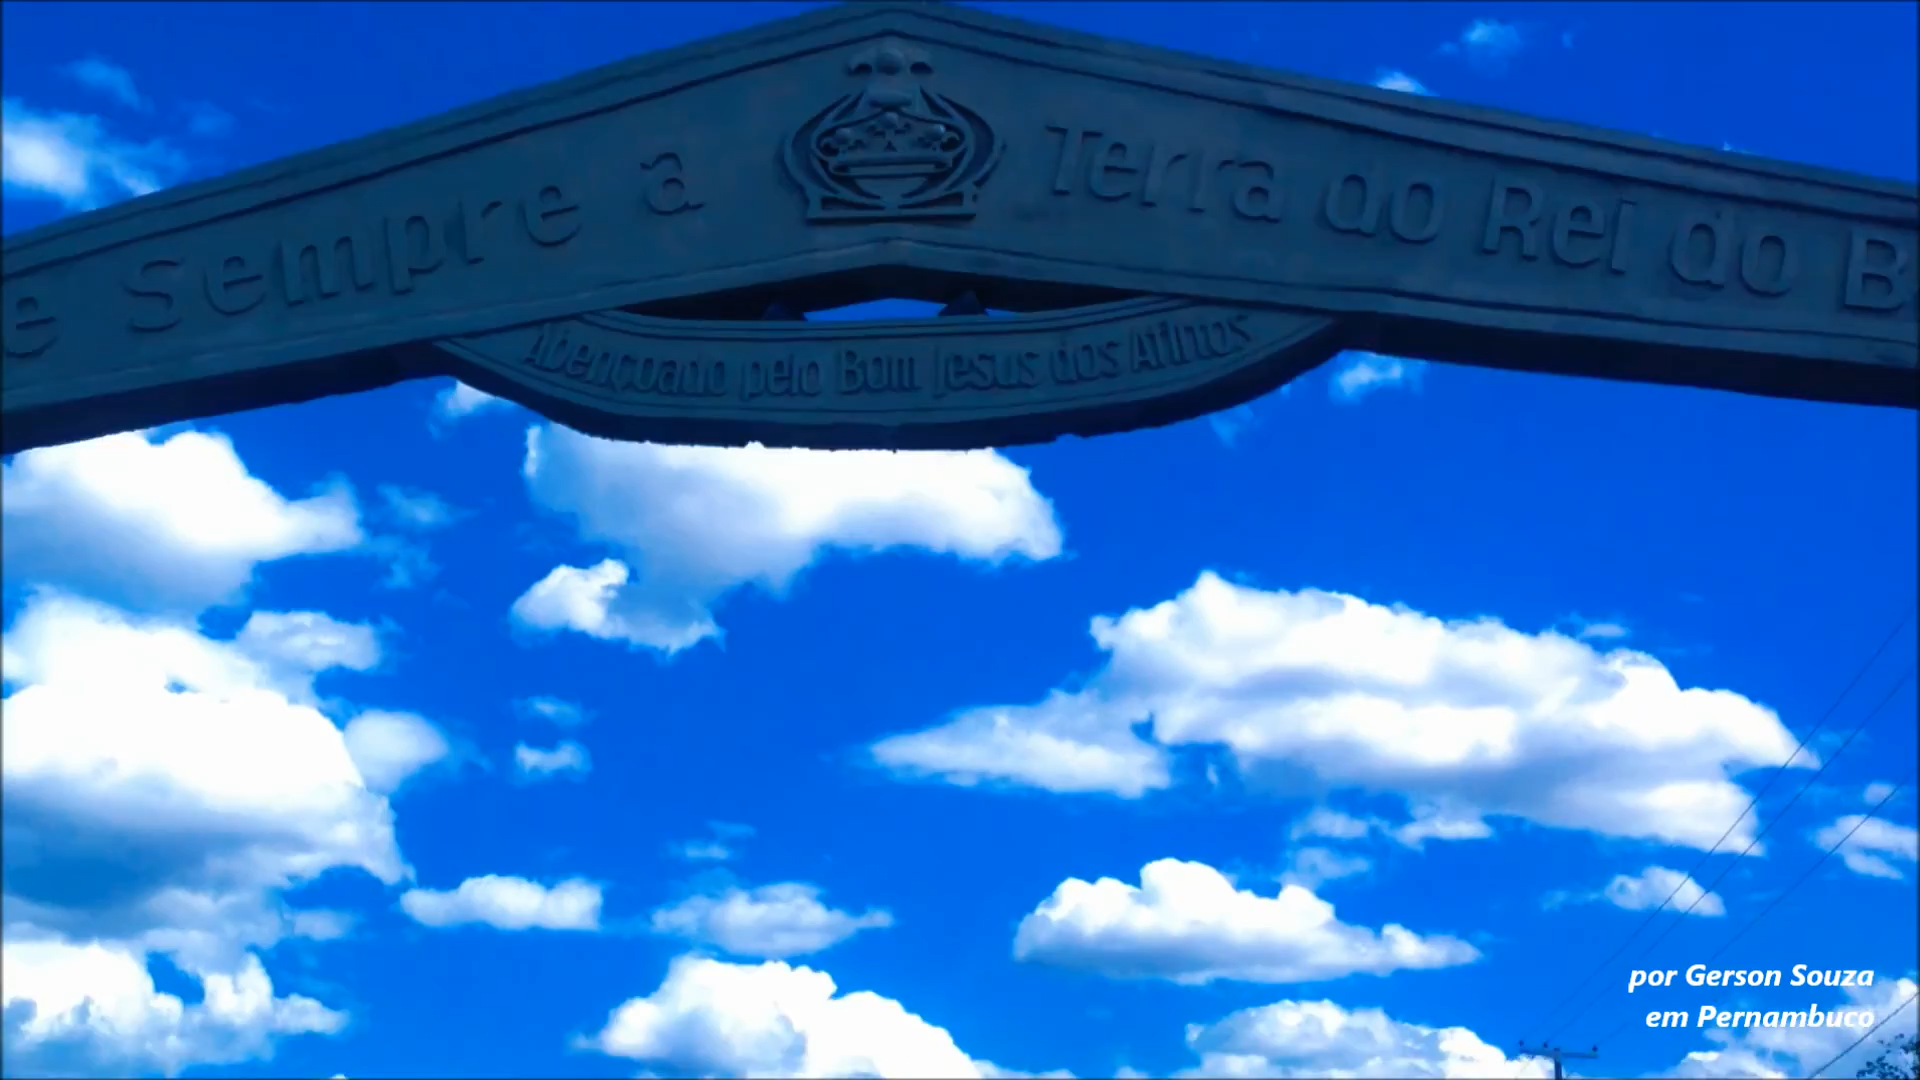 e Sempre a Terra do Rei do B
Abençoado pelo Bom Jesus dos Aflitos
por Gerson Souza
em Pernambuco